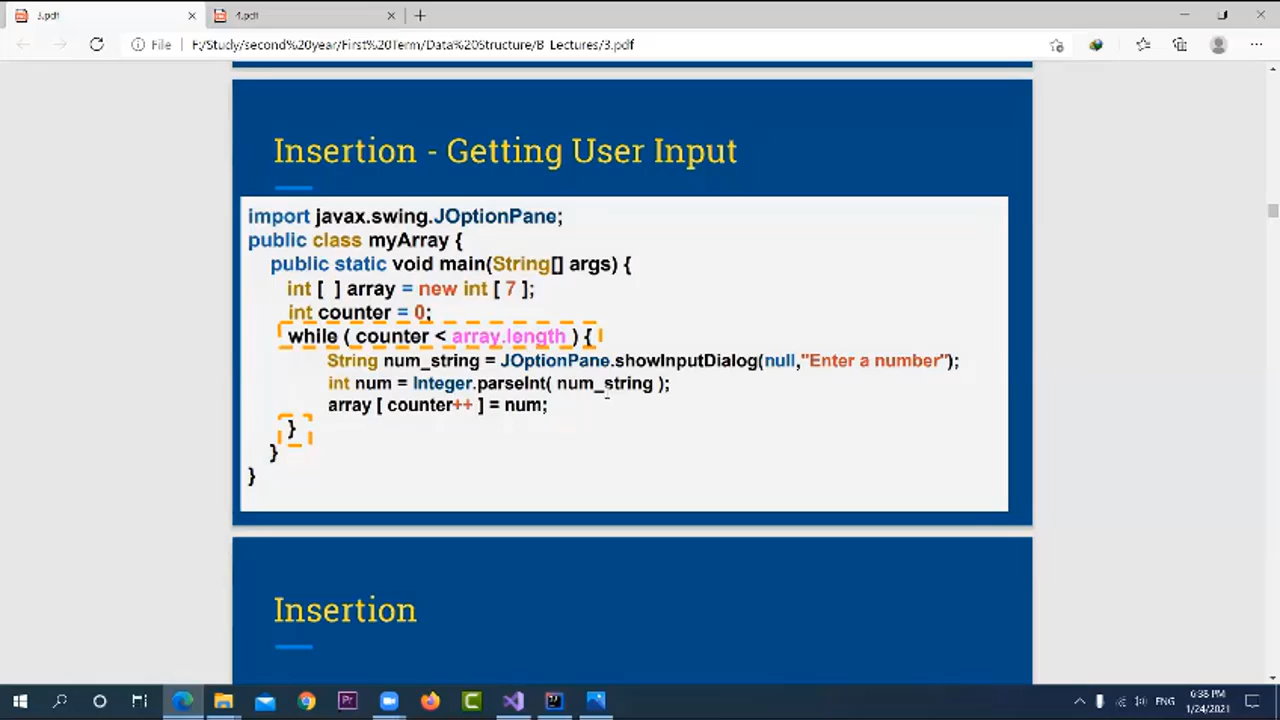 3.pdf
4.pdf
File F:/Study/second%20year/First%20Term/Data%20Structure/B_Lectures/3.pdf
Insertion - Getting User Input
import javax.swing.JOptionPane;
public class myArray {
public static void main(String[] args) {
int [ ] array = new int [ 7 ];
int counter = 0;
while ( counter < array.length ) {
String num_string = JOptionPane.showInputDialog(null,"Enter a number");
int num = Integer.parseInt( num_string );
array [ counter++ ] = num;
}
}
}
Insertion
Pr
C
ENG
6:38 PM
1/24/2021